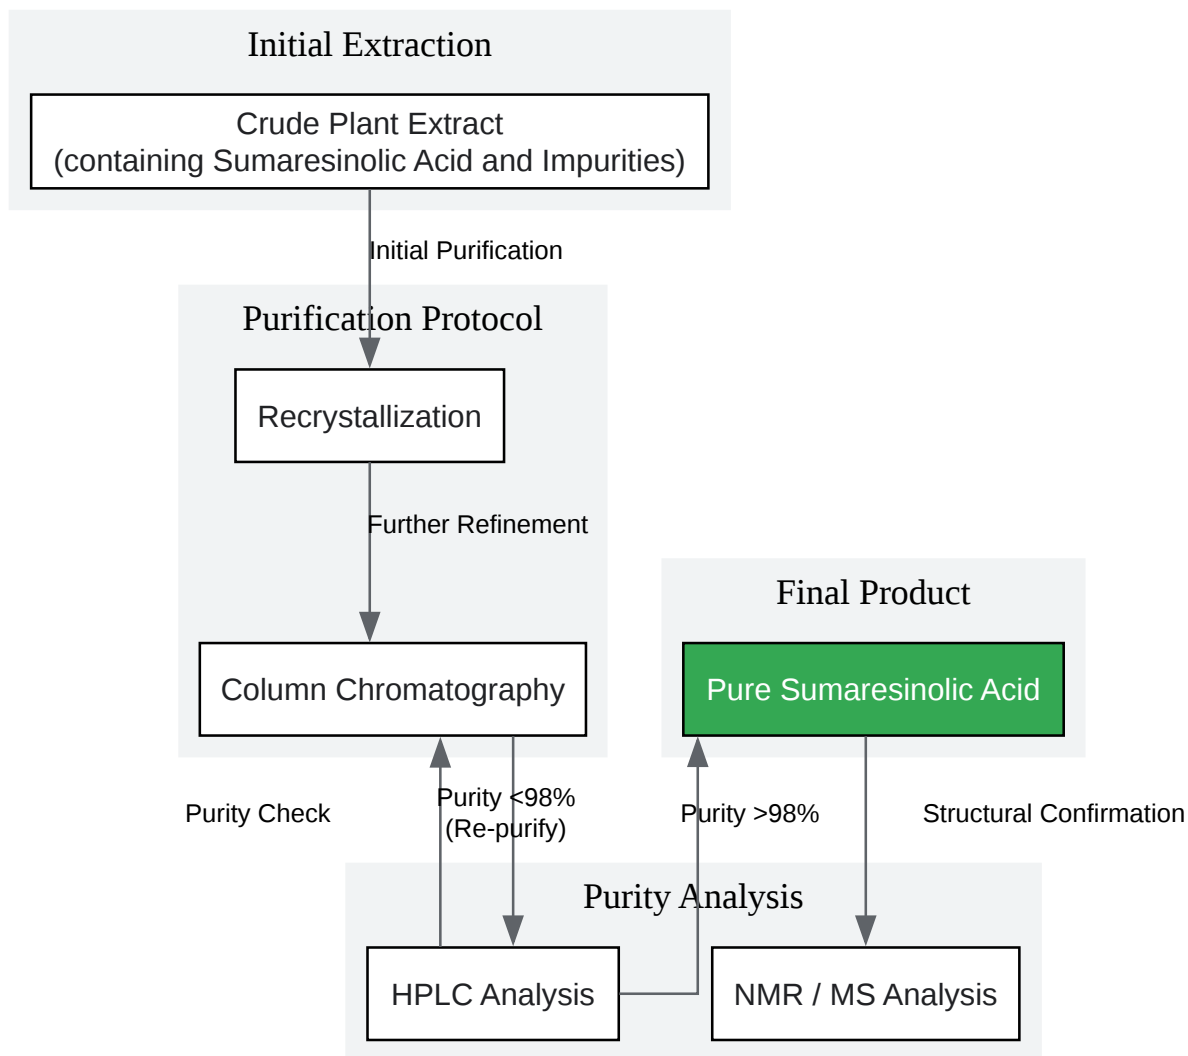 Initial Extraction
Crude Plant Extract
(containing Sumaresinolic Acid and Impurities)
Initial Purification
Purification Protocol
Recrystallization
Further Refinement
Column Chromatography
Final Product
Pure Sumaresinolic Acid
Purity Check
Purity <98%
(Re-purify)
Purity >98%
Structural Confirmation
Purity Analysis
HPLC Analysis
NMR / MS Analysis